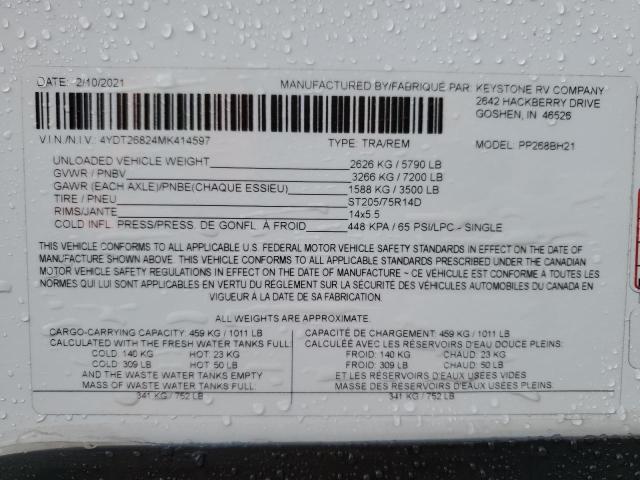 DATE: 2/10/2021
MANUFACTURED BY/FABRIQUÉ PAR: KEYSTONE RV COMPANY
2642 HACKBERRY DRIVE
GOSHEN, IN 46526
V.I.N./N.I.V.: 4YDT26824MK414597 TYPE: TRA/REM MODEL: PP268BH21
UNLOADED VEHICLE WEIGHT 2626 KG / 5790 LB
GVWR / PNBV 3266 KG / 7200 LB
GAWR (EACH AXLE)/PNBE(CHAQUE ESSIEU) 1588 KG / 3500 LB
TIRE / PNEU ST205/75R14D
RIMS/JANTE 14x5.5
COLD INFL. PRESS/PRESS. DE GONFL. À FROID 448 KPA / 65 PSI/LPC - SINGLE
THIS VEHICLE CONFORMS TO ALL APPLICABLE U.S. FEDERAL MOTOR VEHICLE SAFETY STANDARDS IN EFFECT ON THE DATE OF
MANUFACTURE SHOWN ABOVE. THIS VEHICLE CONFORMS TO ALL APPLICABLE STANDARDS PRESCRIBED UNDER THE CANADIAN
MOTOR VEHICLE SAFETY REGULATIONS IN EFFECT ON THE DATE OF MANUFACTURE ~ CE VÉHICULE EST CONFORME À TOUTES LES
NORMES QUI LUI SONT APPLICABLES EN VERTU DU RÉGLEMENT SUR LA SÉCURITÉ DES VÉHICULES AUTOMOBILES DU CANADA EN
VIGUEUR À LA DATE DE SA FABRICATION.
ALL WEIGHTS ARE APPROXIMATE.
CARGO-CARRYING CAPACITY: 459 KG / 1011 LB
CALCULATED WITH THE FRESH WATER TANKS FULL:
COLD: 140 KG HOT: 23 KG
COLD: 309 LB HOT: 50 LB
AND THE WASTE WATER TANKS EMPTY
MASS OF WASTE WATER TANKS FULL:
341 KG / 752 LB
CAPACITÉ DE CHARGEMENT: 459 KG / 1011 LB
CALCULÉE AVEC LES RÉSERVOIRS D'EAU DOUCE PLEINS:
FROID: 140 KG CHAUD: 23 KG
FROID: 309 LB CHAUD: 50 LB
ET LES RÉSERVOIRS D'EAUX USÉES VIDES
MASSE DES RÉSERVOIRS D'EAUX USÉES PLEINS:
341 KG / 752 LB